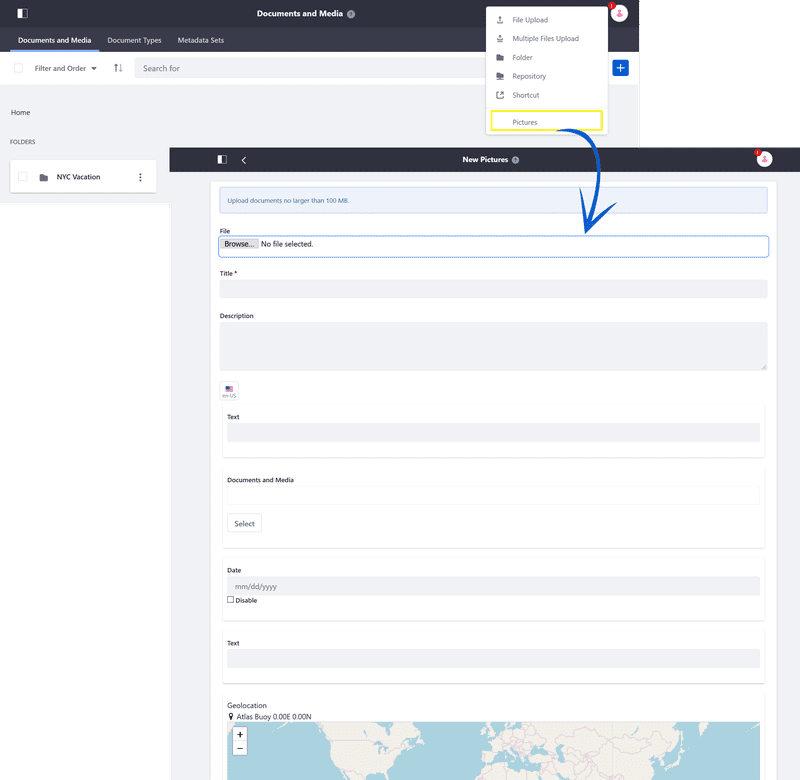 Documents and Media ?
Documents and Media Document Types Metadata Sets
Filter and Order Search for
File Upload
Multiple Files Upload
Folder
Repository
Shortcut
Pictures
Home
FOLDERS
NYC Vacation
New Pictures ?
Upload documents no larger than 100 MB.
File
Browse... No file selected.
Title *
Description
en-US
Text
Documents and Media
Select
Date
mm/dd/yyyy
Disable
Text
Geolocation
Atlas Buoy 0.00E 0.00N
+
−